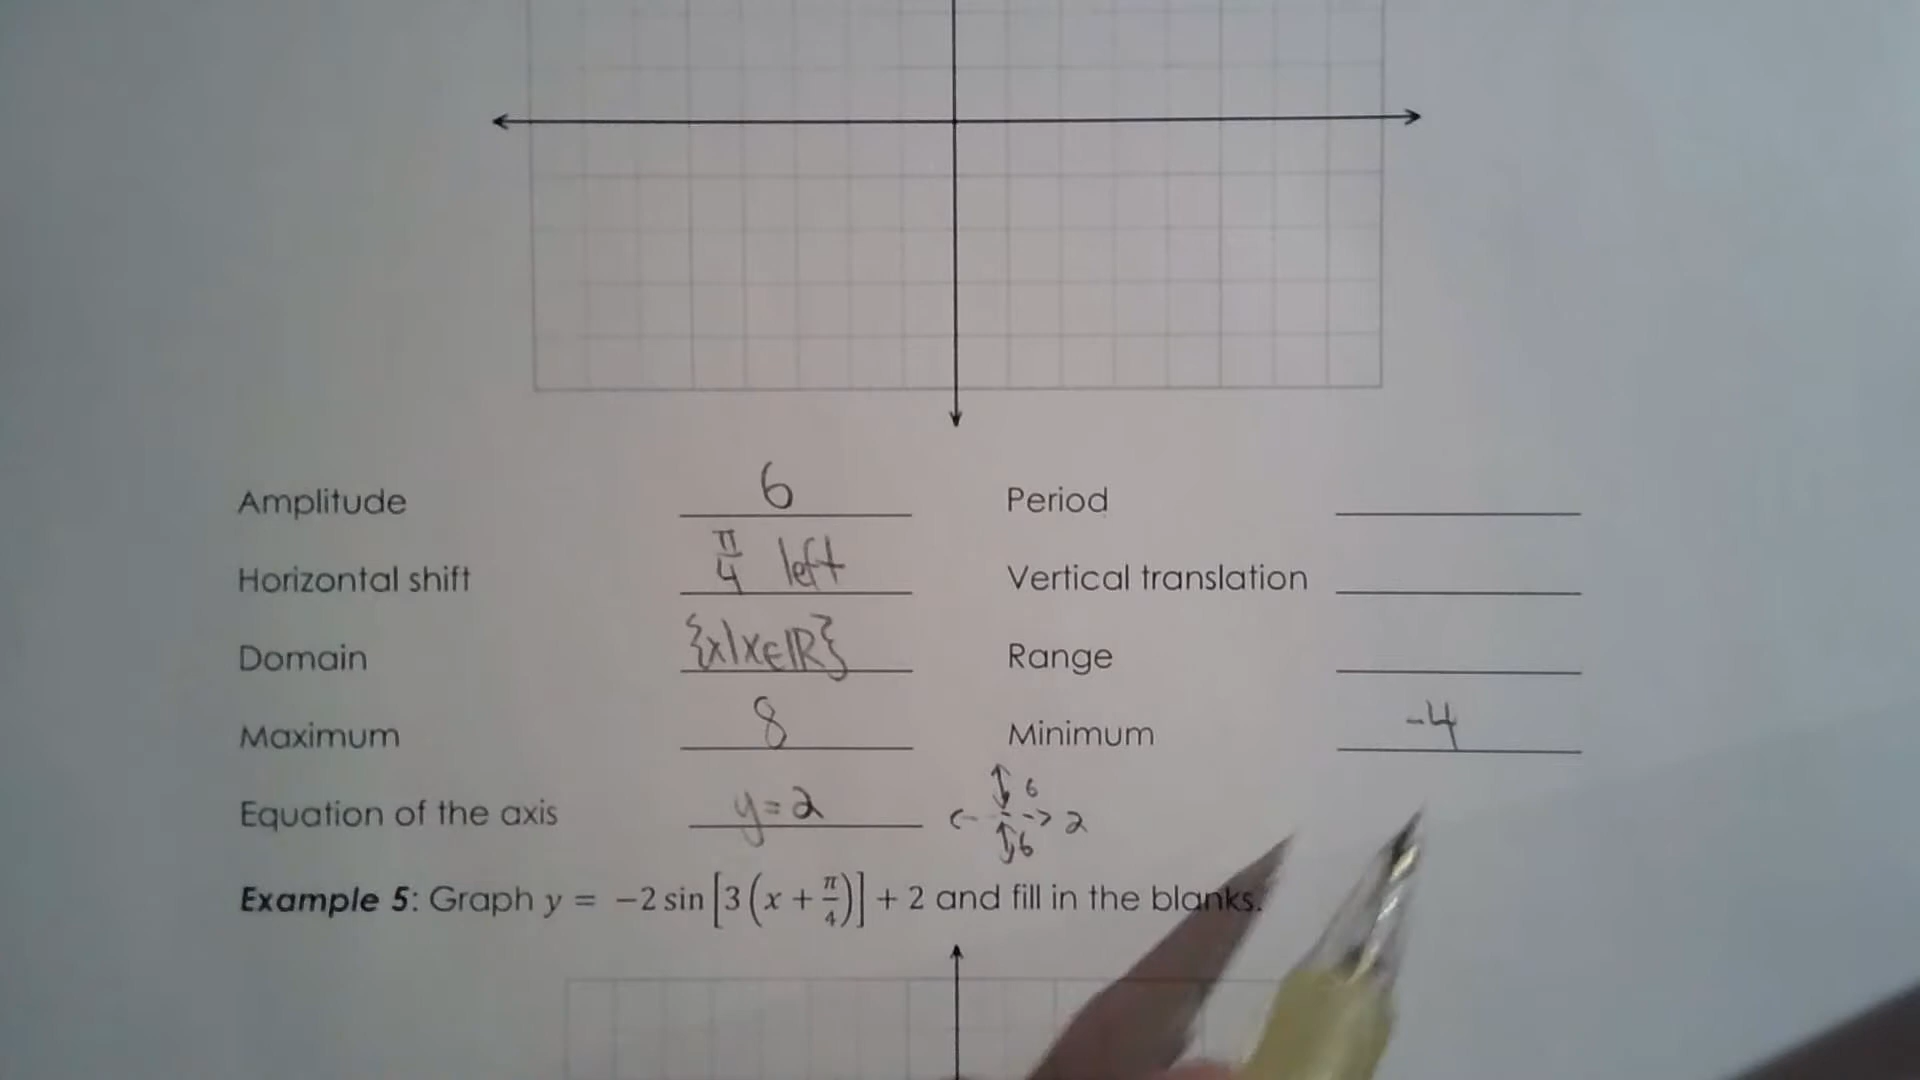 Amplitude 6 Period
Horizontal shift π/4 left Vertical translation
Domain {x|x∈ℝ} Range
Maximum 8 Minimum -4
Equation of the axis y=2
6
2
6
Example 5: Graph y = −2 sin [3 (x + π/4)] + 2 and fill in the blanks.